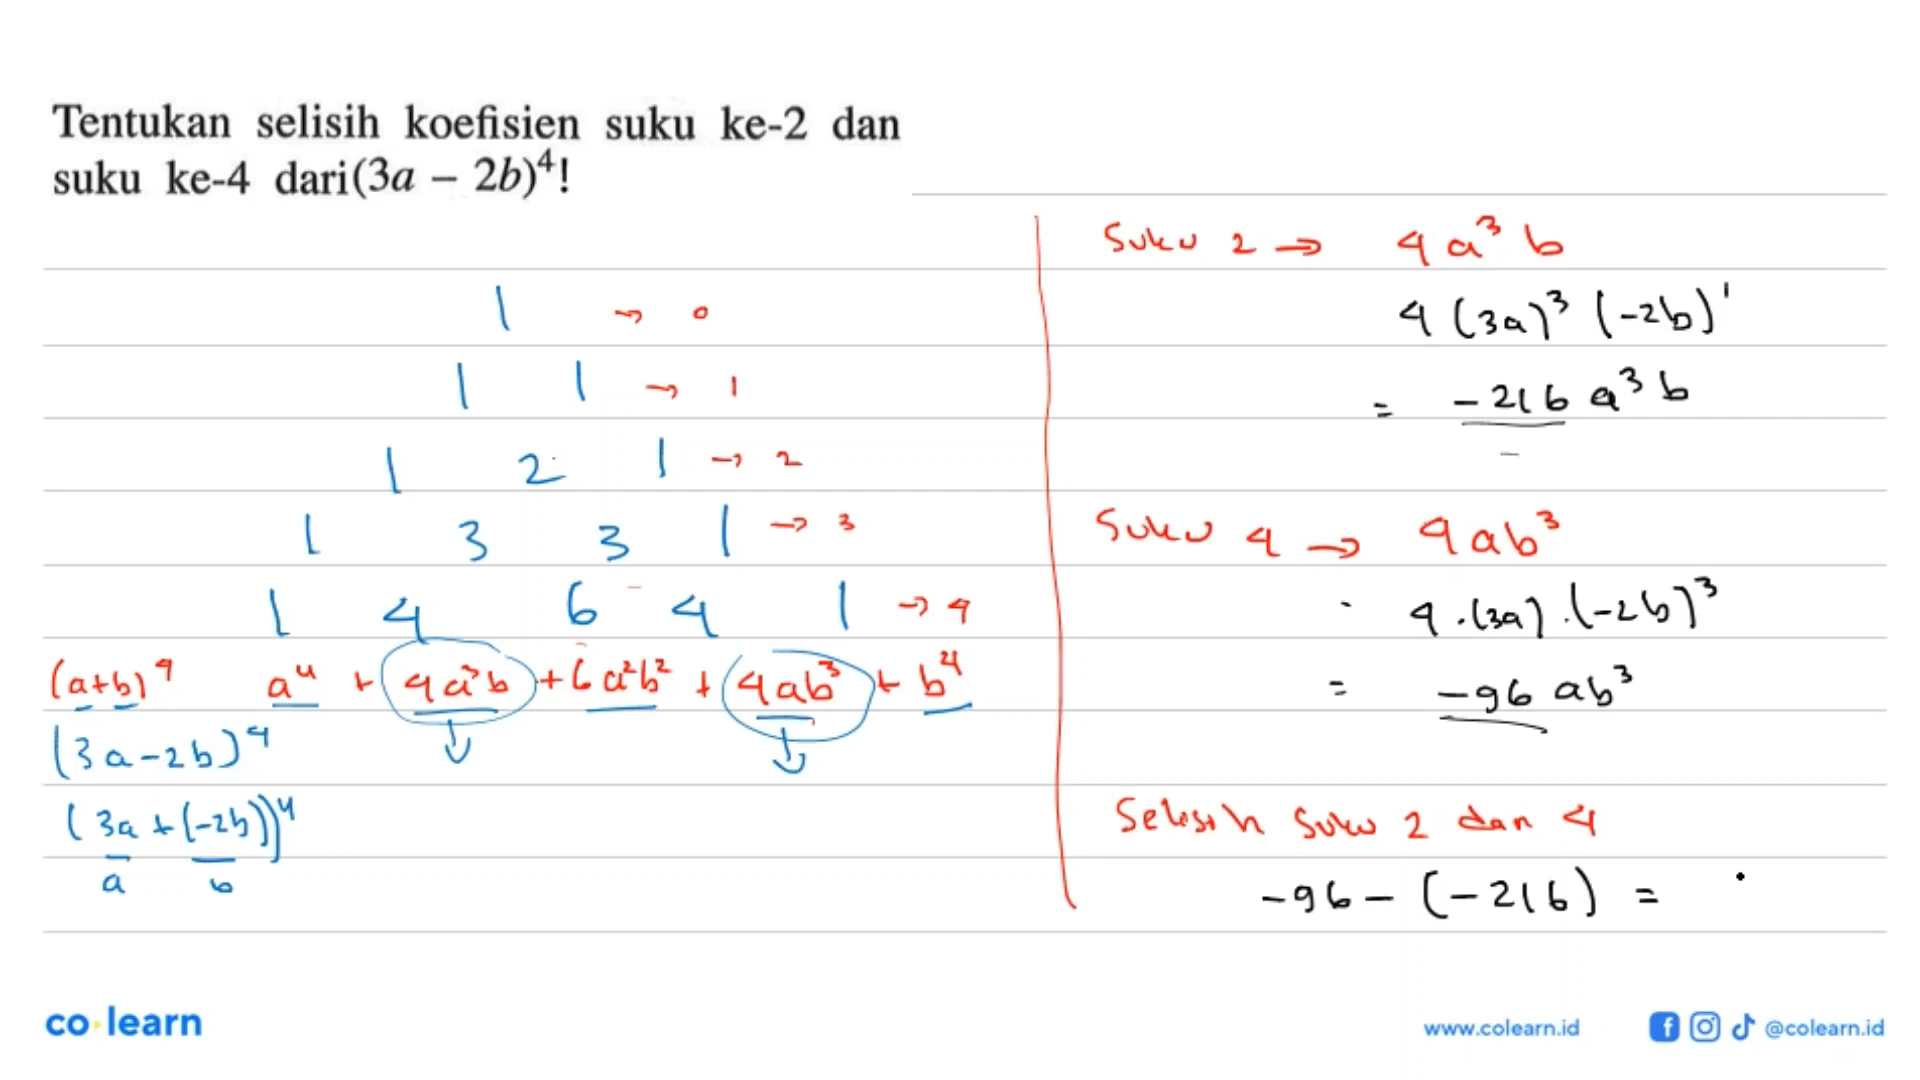 Tentukan selisih koefisien suku ke-2 dan
suku ke-4 dari(3a − 2b)⁴!
1 → 0
1 1 → 1
1 2 1 → 2
1 3 3 1 → 3
1 4 6 4 1 → 4
(a+b)⁴ a⁴ + 4a³b + 6a²b² + 4ab³ + b⁴
(3a-2b)⁴
(3a+(-2b))⁴
a b
Suku 2 → 4a³b
4(3a)³(-2b)¹
= -216 a³b
Suku 4 → 4ab³
= 4.(3a).(-2b)³
= -96 ab³
Selisih suku 2 dan 4
-96-(-216) =
co·learn
www.colearn.id
@colearn.id